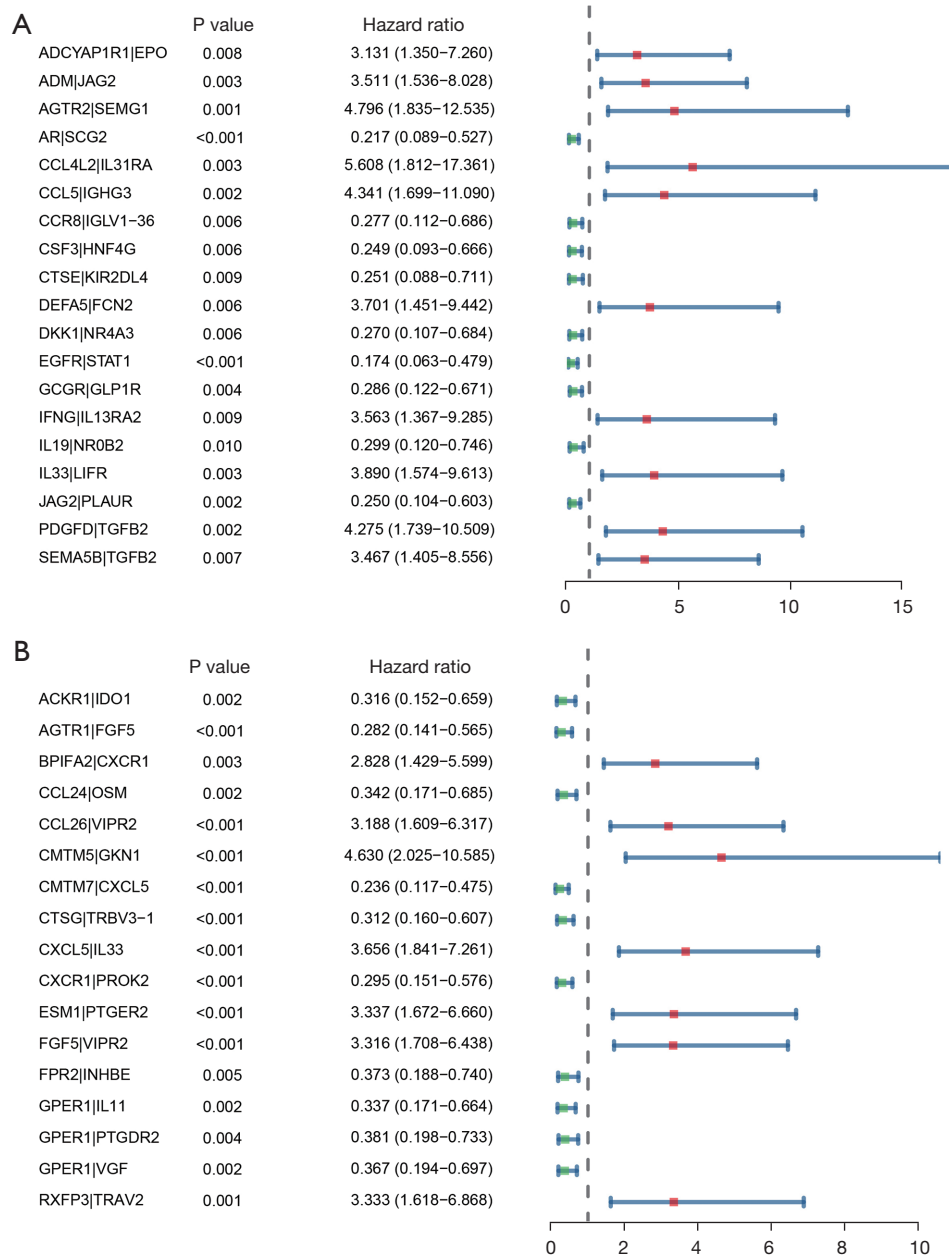 A
P value Hazard ratio
ADCYAP1R1|EPO 0.008 3.131 (1.350−7.260)
ADM|JAG2 0.003 3.511 (1.536−8.028)
AGTR2|SEMG1 0.001 4.796 (1.835−12.535)
AR|SCG2 <0.001 0.217 (0.089−0.527)
CCL4L2|IL31RA 0.003 5.608 (1.812−17.361)
CCL5|IGHG3 0.002 4.341 (1.699−11.090)
CCR8|IGLV1−36 0.006 0.277 (0.112−0.686)
CSF3|HNF4G 0.006 0.249 (0.093−0.666)
CTSE|KIR2DL4 0.009 0.251 (0.088−0.711)
DEFA5|FCN2 0.006 3.701 (1.451−9.442)
DKK1|NR4A3 0.006 0.270 (0.107−0.684)
EGFR|STAT1 <0.001 0.174 (0.063−0.479)
GCGR|GLP1R 0.004 0.286 (0.122−0.671)
IFNG|IL13RA2 0.009 3.563 (1.367−9.285)
IL19|NR0B2 0.010 0.299 (0.120−0.746)
IL33|LIFR 0.003 3.890 (1.574−9.613)
JAG2|PLAUR 0.002 0.250 (0.104−0.603)
PDGFD|TGFB2 0.002 4.275 (1.739−10.509)
SEMA5B|TGFB2 0.007 3.467 (1.405−8.556)
0 5 10 15
B
P value Hazard ratio
ACKR1|IDO1 0.002 0.316 (0.152−0.659)
AGTR1|FGF5 <0.001 0.282 (0.141−0.565)
BPIFA2|CXCR1 0.003 2.828 (1.429−5.599)
CCL24|OSM 0.002 0.342 (0.171−0.685)
CCL26|VIPR2 <0.001 3.188 (1.609−6.317)
CMTM5|GKN1 <0.001 4.630 (2.025−10.585)
CMTM7|CXCL5 <0.001 0.236 (0.117−0.475)
CTSG|TRBV3−1 <0.001 0.312 (0.160−0.607)
CXCL5|IL33 <0.001 3.656 (1.841−7.261)
CXCR1|PROK2 <0.001 0.295 (0.151−0.576)
ESM1|PTGER2 <0.001 3.337 (1.672−6.660)
FGF5|VIPR2 <0.001 3.316 (1.708−6.438)
FPR2|INHBE 0.005 0.373 (0.188−0.740)
GPER1|IL11 0.002 0.337 (0.171−0.664)
GPER1|PTGDR2 0.004 0.381 (0.198−0.733)
GPER1|VGF 0.002 0.367 (0.194−0.697)
RXFP3|TRAV2 0.001 3.333 (1.618−6.868)
0 2 4 6 8 10